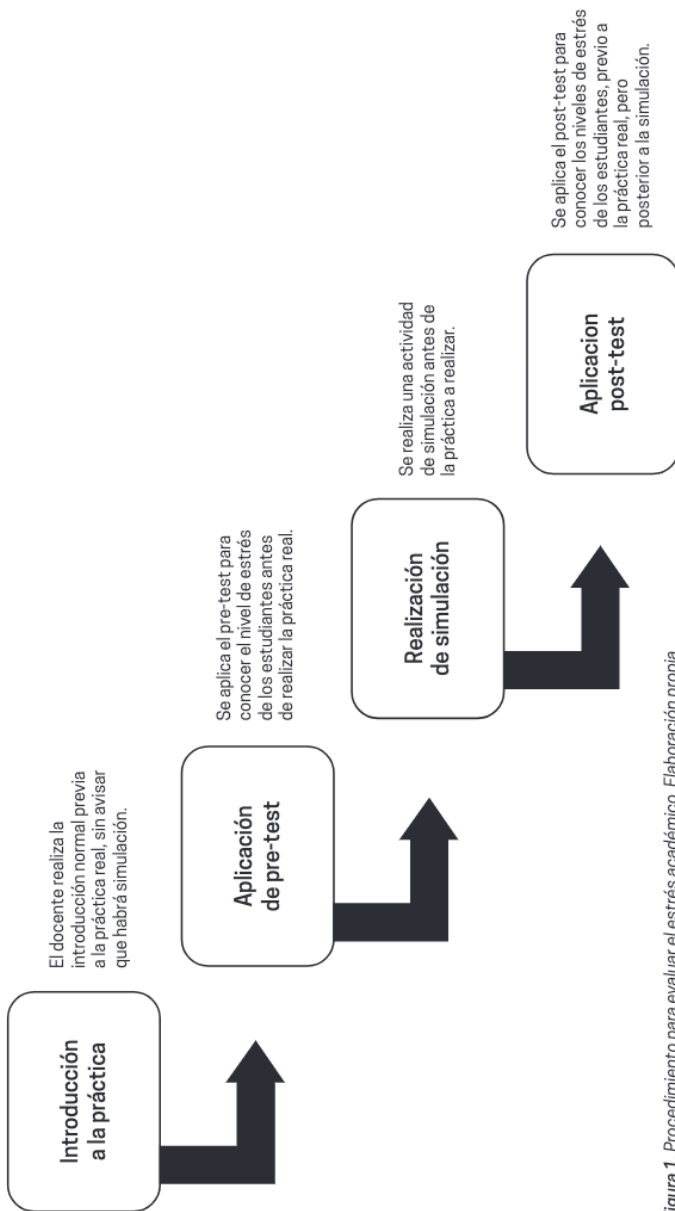 Introducción
a la práctica
El docente realiza la
introducción normal previa
a la práctica real, sin avisar
que habrá simulación.
Aplicación
de pre-test
Se aplica el pre-test para
conocer el nivel de estrés
de los estudiantes antes
de realizar la práctica real.
Realización
de simulación
Se realiza una actividad
de simulación antes de
la práctica a realizar.
Aplicacion
post-test
Se aplica el post-test para
conocer los niveles de estrés
de los estudiantes, previo a
la práctica real, pero
posterior a la simulación.
igura 1. Procedimiento para evaluar el estrés académico. Elaboración propia